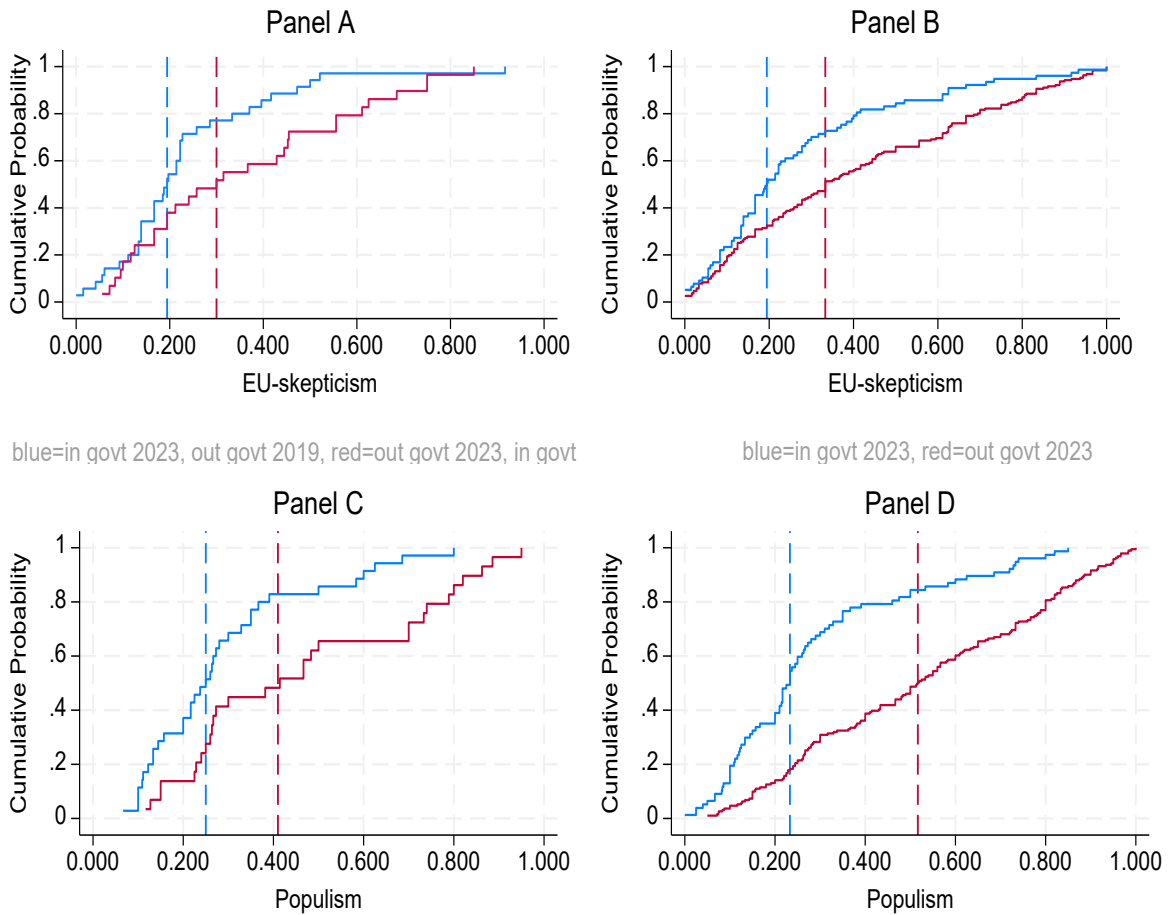 Panel A
Cumulative Probability
1
.8
.6
.4
.2
0
0.000 0.200 0.400 0.600 0.800 1.000
EU-skepticism
Panel B
Cumulative Probability
1
.8
.6
.4
.2
0
0.000 0.200 0.400 0.600 0.800 1.000
EU-skepticism
blue=in govt 2023, out govt 2019, red=out govt 2023, in govt
blue=in govt 2023, red=out govt 2023
Panel C
Cumulative Probability
1
.8
.6
.4
.2
0
0.000 0.200 0.400 0.600 0.800 1.000
Populism
Panel D
Cumulative Probability
1
.8
.6
.4
.2
0
0.000 0.200 0.400 0.600 0.800 1.000
Populism